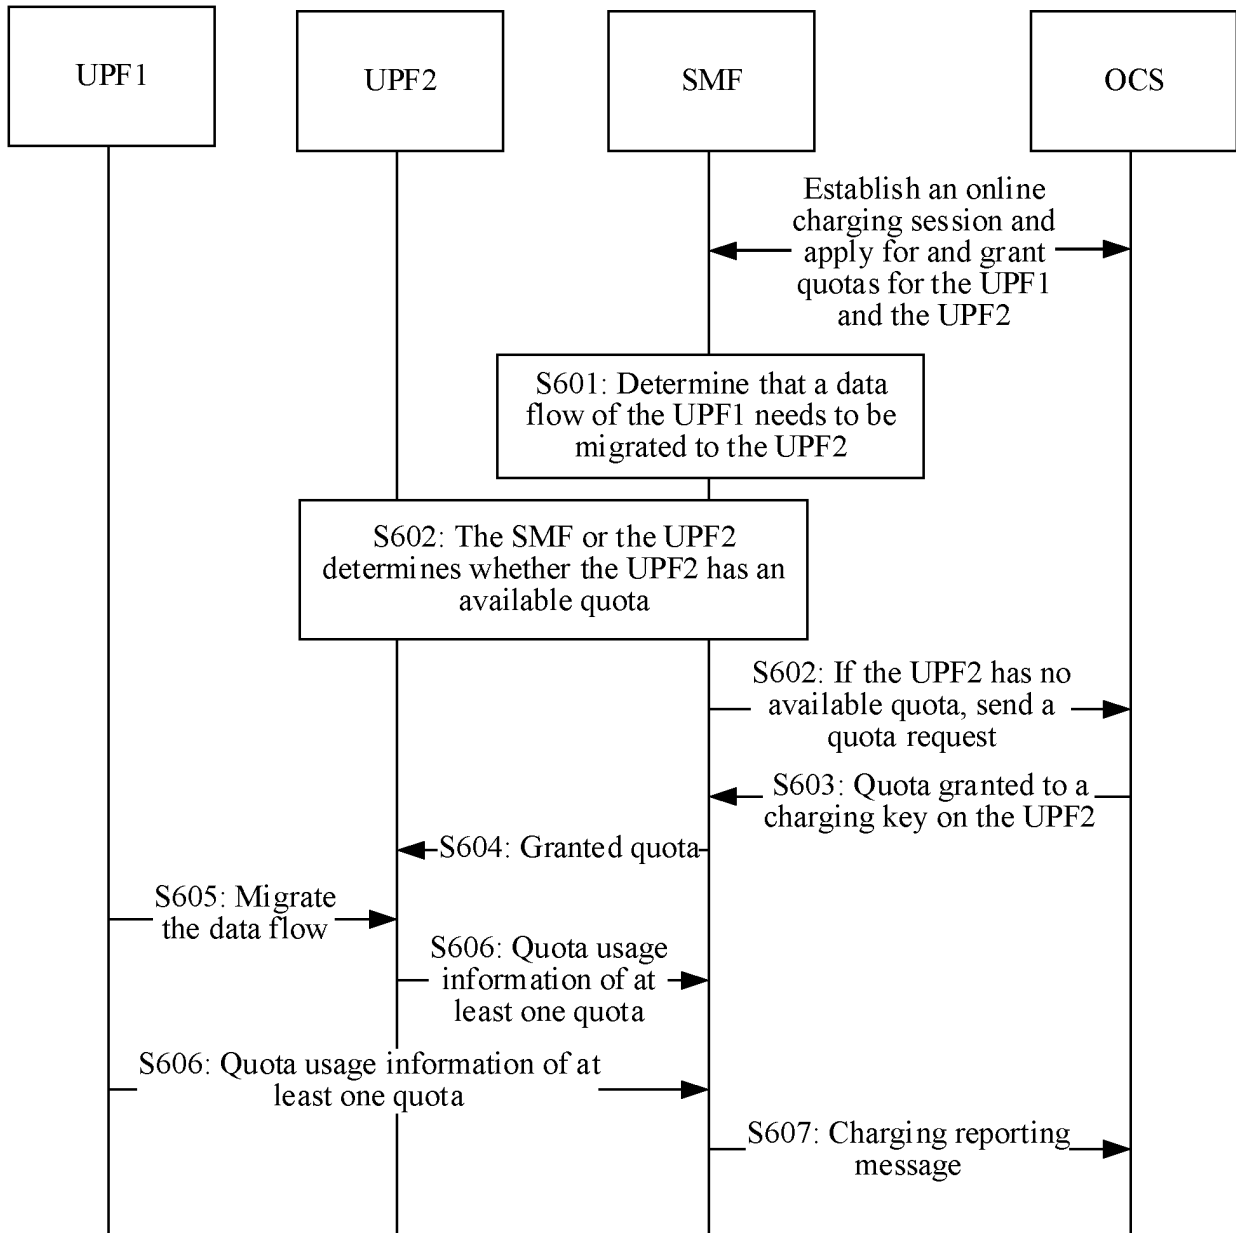 UPF1
UPF2
SMF
OCS
Establish an online
charging session and
apply for and grant
quotas for the UPF1
and the UPF2
S601: Determine that a data
flow of the UPF1 needs to be
migrated to the UPF2
S602: The SMF or the UPF2
determines whether the UPF2 has an
available quota
S602: If the UPF2 has no
available quota, send a
quota request
S603: Quota granted to a
charging key on the UPF2
S604: Granted quota
S605: Migrate
the data flow
S606: Quota usage
information of at
least one quota
S606: Quota usage information of at
least one quota
S607: Charging reporting
message